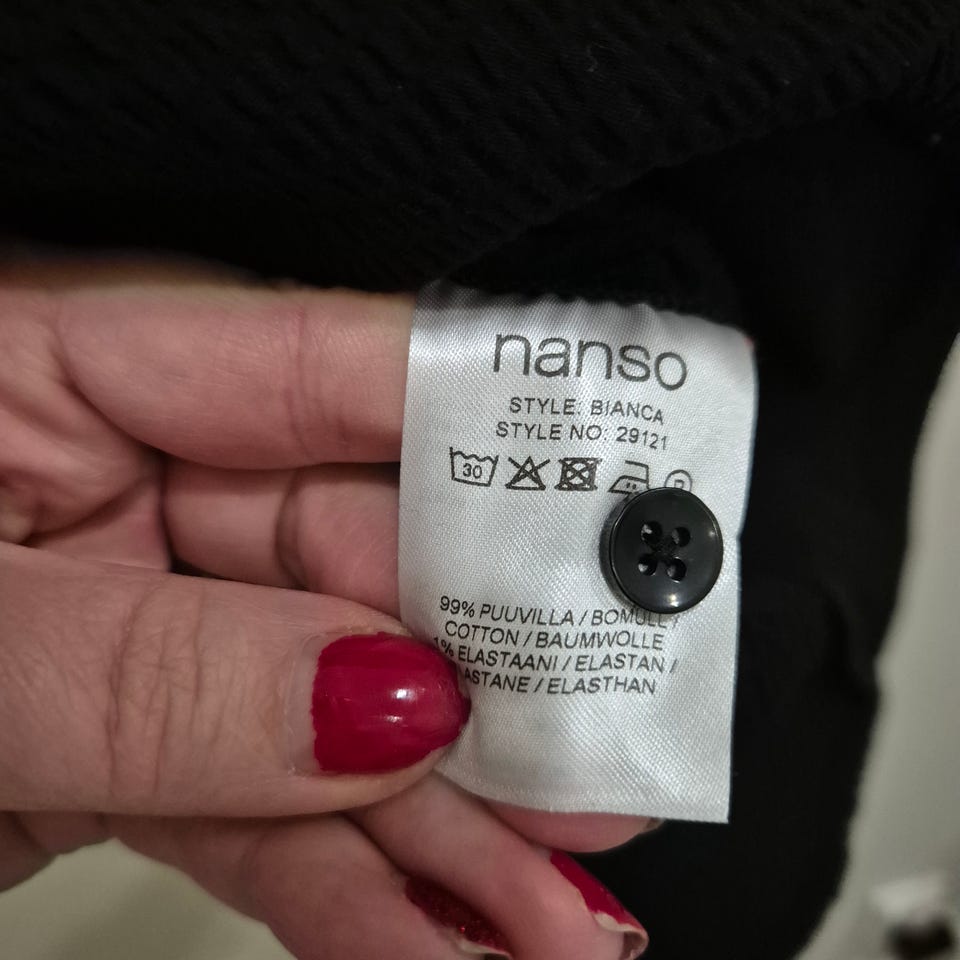 nanso
STYLE: BIANCA
STYLE NO: 29121
30
P
99% PUUVILLA / BOMULL /
COTTON / BAUMWOLLE
1% ELASTAANI / ELASTAN /
ASTANE / ELASTHAN